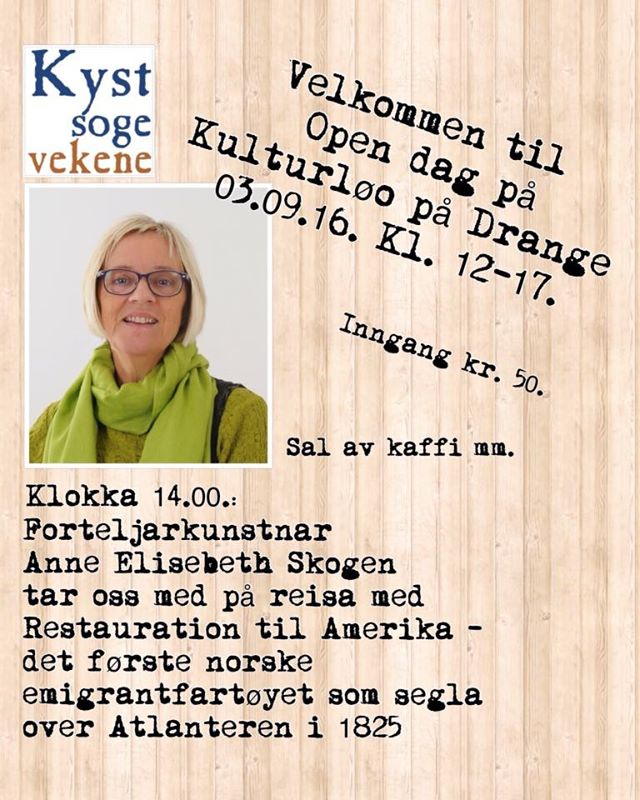 Kyst
soge
vekene
Velkommen til
Open dag på
Kulturløo på Drange
03.09.16. Kl. 12-17.
Inngang kr. 50.
Sal av kaffi mm.
Klokka 14.00.:
Forteljarkunstnar
Anne Elisebeth Skogen
tar oss med på reisa med
Restauration til Amerika -
det første norske
emigrantfartøyet som segla
over Atlanteren i 1825